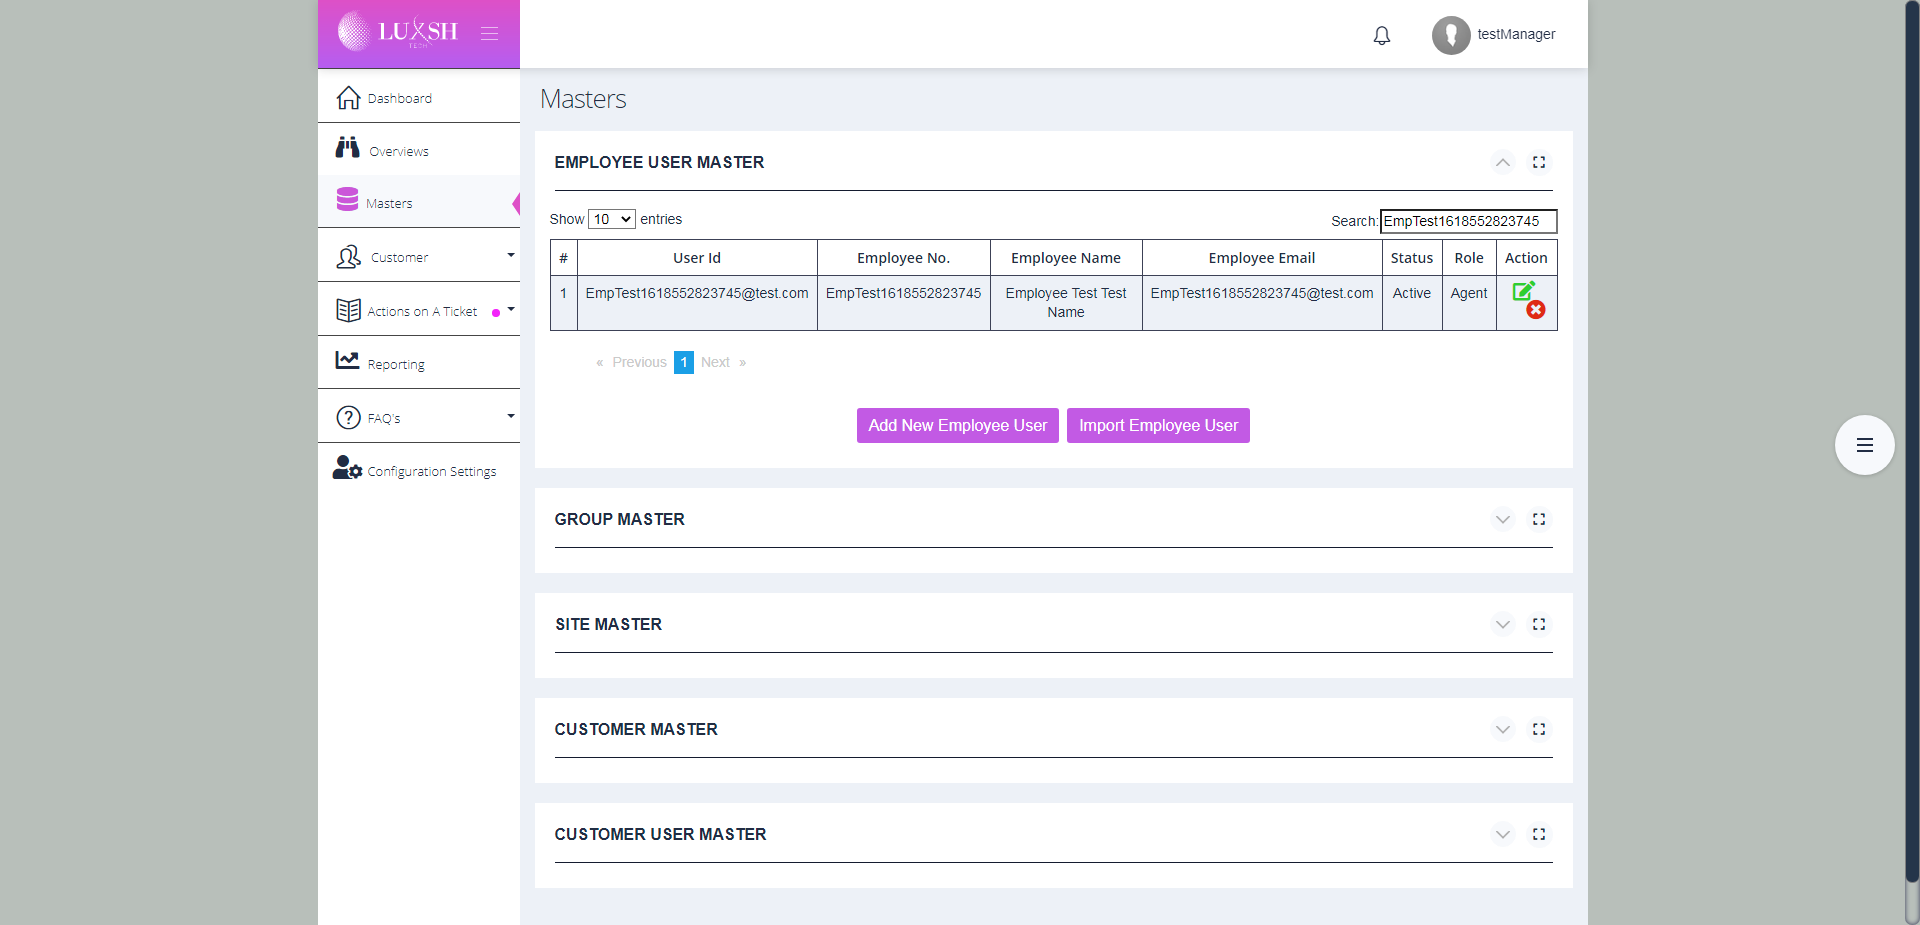 LUXSH
TECH
testManager
Dashboard
Overviews
Masters
Customer
Actions on A Ticket
Reporting
FAQ's
Configuration Settings
Masters
EMPLOYEE USER MASTER
Show 10 entries
Search: EmpTest1618552823745
# User Id Employee No. Employee Name Employee Email Status Role Action
1 EmpTest1618552823745@test.com EmpTest1618552823745 Employee Test Test EmpTest1618552823745@test.com Active Agent
Name
« Previous 1 Next »
Add New Employee User Import Employee User
GROUP MASTER
SITE MASTER
CUSTOMER MASTER
CUSTOMER USER MASTER